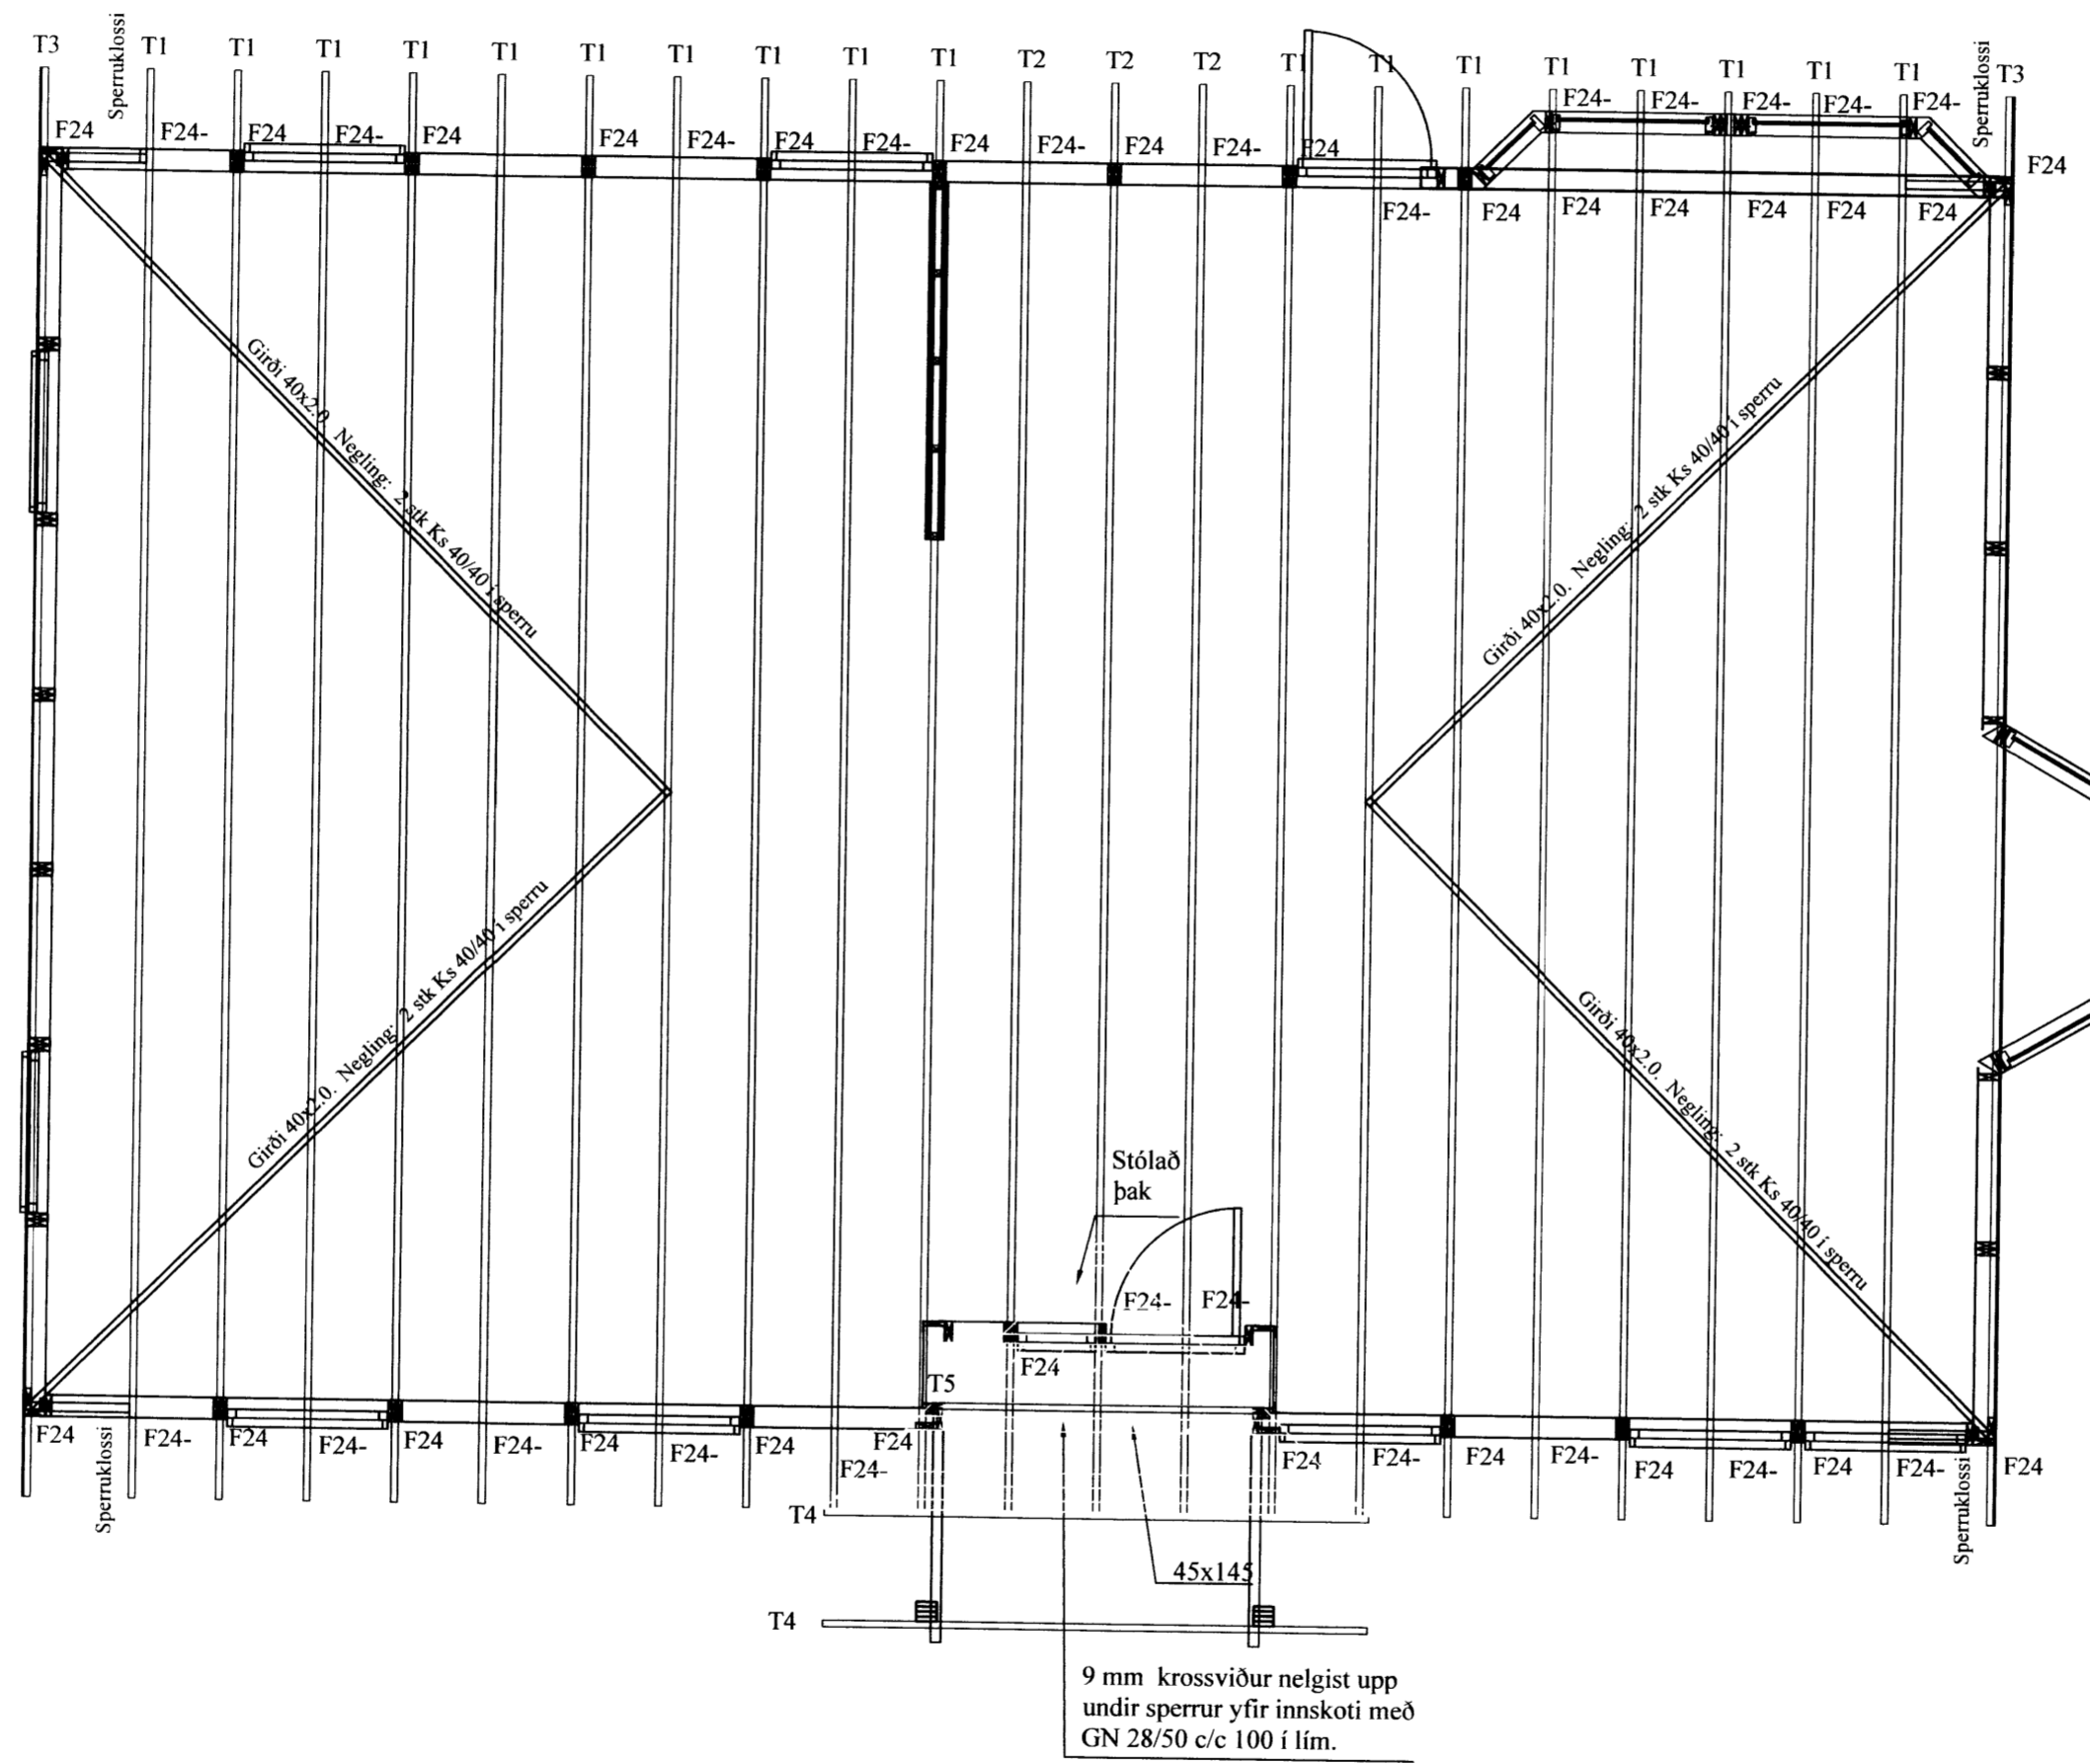 T3 Sperruklossi T1 T1 T1 T1 T1 T1 T1 T1 T1 T1 T2 T2 T2 T1 T1 T1 T1 T1 T1 T1 T1 Sperruklossi T3
F24- F24- F24- F24- F24-
F24 F24- F24 F24- F24 F24 F24- F24 F24- F24 F24- F24 F24- F24 F24
F24- F24 F24 F24 F24 F24 F24
Girði 40x2.0. Negling: 2 stk Ks 40/40 í sperru
Girði 40x2.0. Negling: 2 stk Ks 40/40 í sperru
Girði 40x2.0. Negling: 2 stk Ks 40/40 í sperru
Girði 40x2.0. Negling: 2 stk Ks 40/40 í sperru
Stólað
þak
F24- F24-
F24
T5
F24 Sperruklossi F24- F24 F24- F24 F24- F24 F24- F24 F24- F24 F24 F24- F24 F24- F24 F24- F24 F24- Sperruklossi F24
T4
45x145
T4
9 mm krossviður nelgist upp
undir sperrur yfir innskoti með
GN 28/50 c/c 100 í lím.